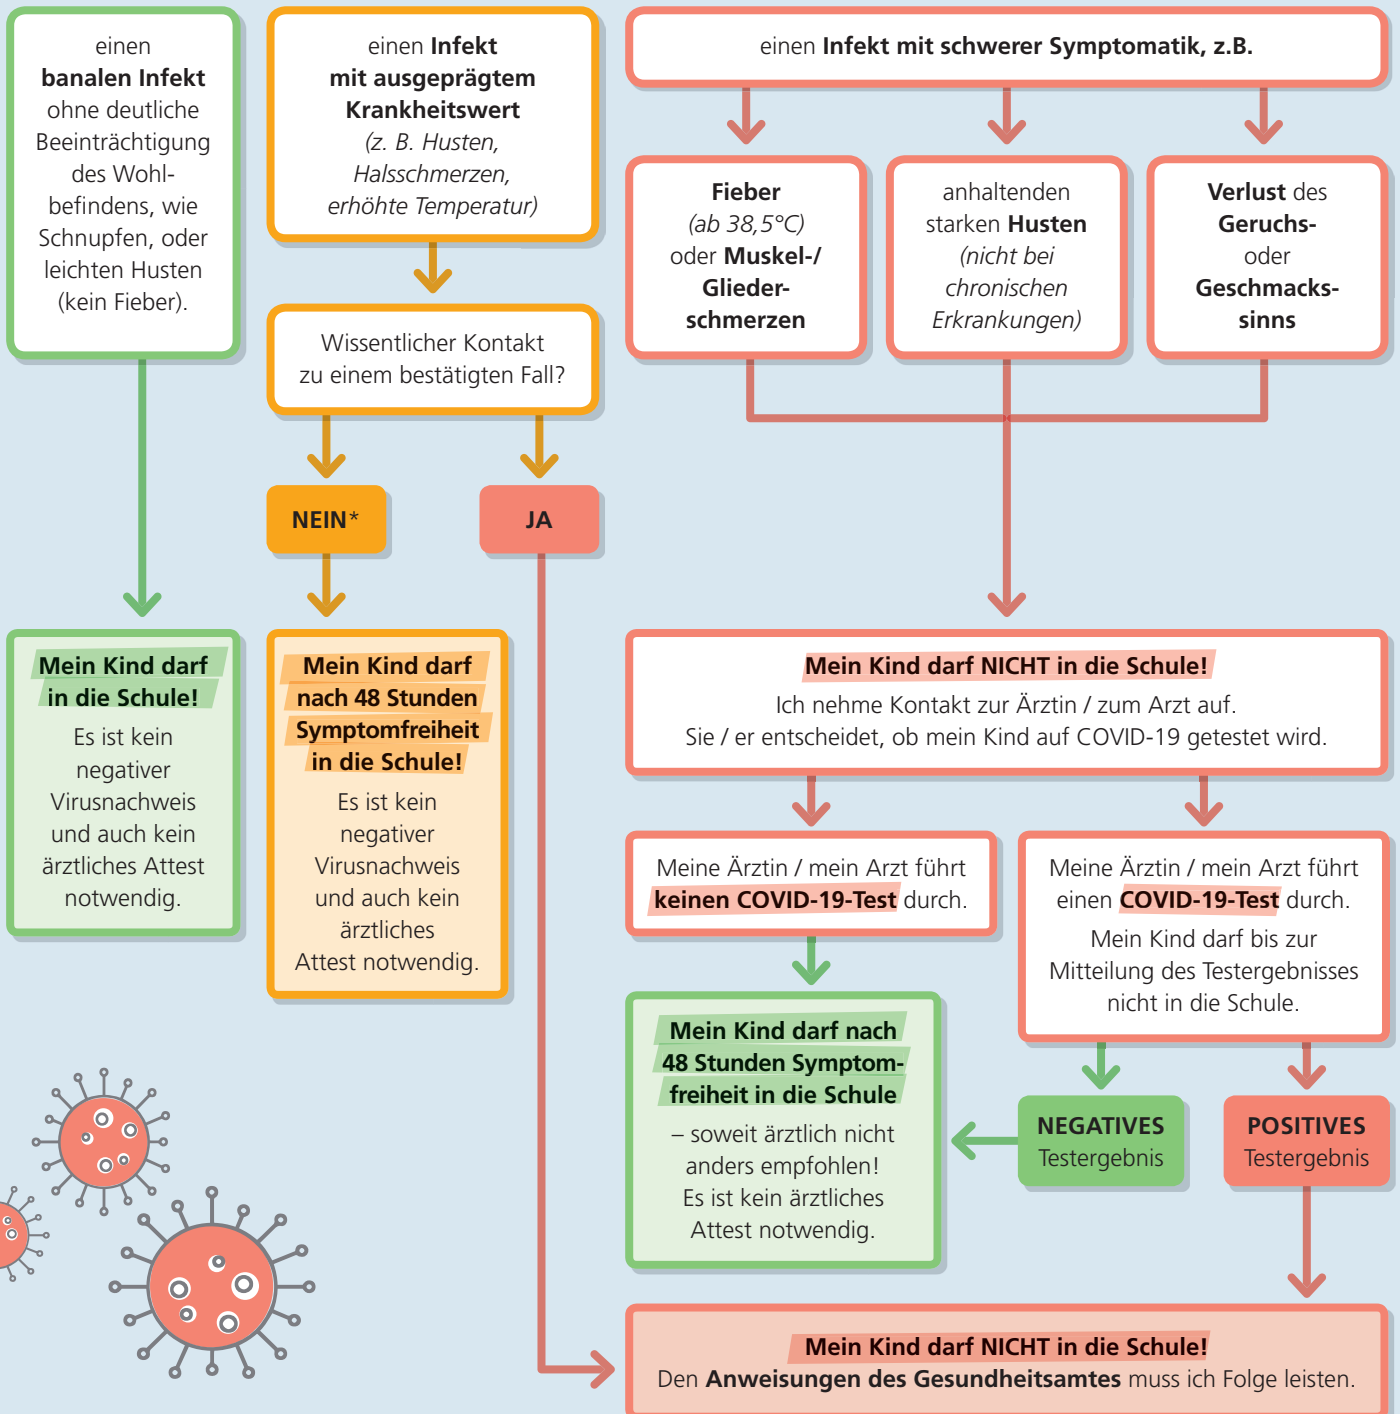 einen
banalen Infekt
ohne deutliche
Beeinträchtigung
des Wohl-
befindens, wie
Schnupfen, oder
leichten Husten
(kein Fieber).
einen Infekt
mit ausgeprägtem
Krankheitswert
(z. B. Husten,
Halsschmerzen,
erhöhte Temperatur)
einen Infekt mit schwerer Symptomatik, z.B.
Fieber
(ab 38,5°C)
oder Muskel-/
Glieder-
schmerzen
anhaltenden
starken Husten
(nicht bei
chronischen
Erkrankungen)
Verlust des
Geruchs-
oder
Geschmacks-
sinns
Wissentlicher Kontakt
zu einem bestätigten Fall?
NEIN*
JA
Mein Kind darf
in die Schule!
Es ist kein
negativer
Virusnachweis
und auch kein
ärztliches Attest
notwendig.
Mein Kind darf
nach 48 Stunden
Symptomfreiheit
in die Schule!
Es ist kein
negativer
Virusnachweis
und auch kein
ärztliches
Attest notwendig.
Mein Kind darf NICHT in die Schule!
Ich nehme Kontakt zur Ärztin / zum Arzt auf.
Sie / er entscheidet, ob mein Kind auf COVID-19 getestet wird.
Meine Ärztin / mein Arzt führt
keinen COVID-19-Test durch.
Meine Ärztin / mein Arzt führt
einen COVID-19-Test durch.
Mein Kind darf bis zur
Mitteilung des Testergebnisses
nicht in die Schule.
Mein Kind darf nach
48 Stunden Symptom-
freiheit in die Schule
– soweit ärztlich nicht
anders empfohlen!
Es ist kein ärztliches
Attest notwendig.
NEGATIVES
Testergebnis
POSITIVES
Testergebnis
Mein Kind darf NICHT in die Schule!
Den Anweisungen des Gesundheitsamtes muss ich Folge leisten.